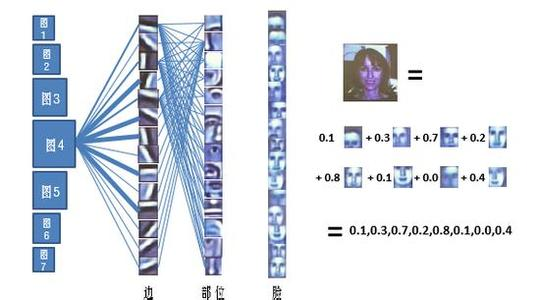 图
1
图
2
图3
图4
图5
图
6
图
7
边
部位
脸
=
0.1 + 0.3 + 0.7 + 0.2
+ 0.8 + 0.1 + 0.0 + 0.4
= 0.1,0.3,0.7,0.2,0.8,0.1,0.0,0.4